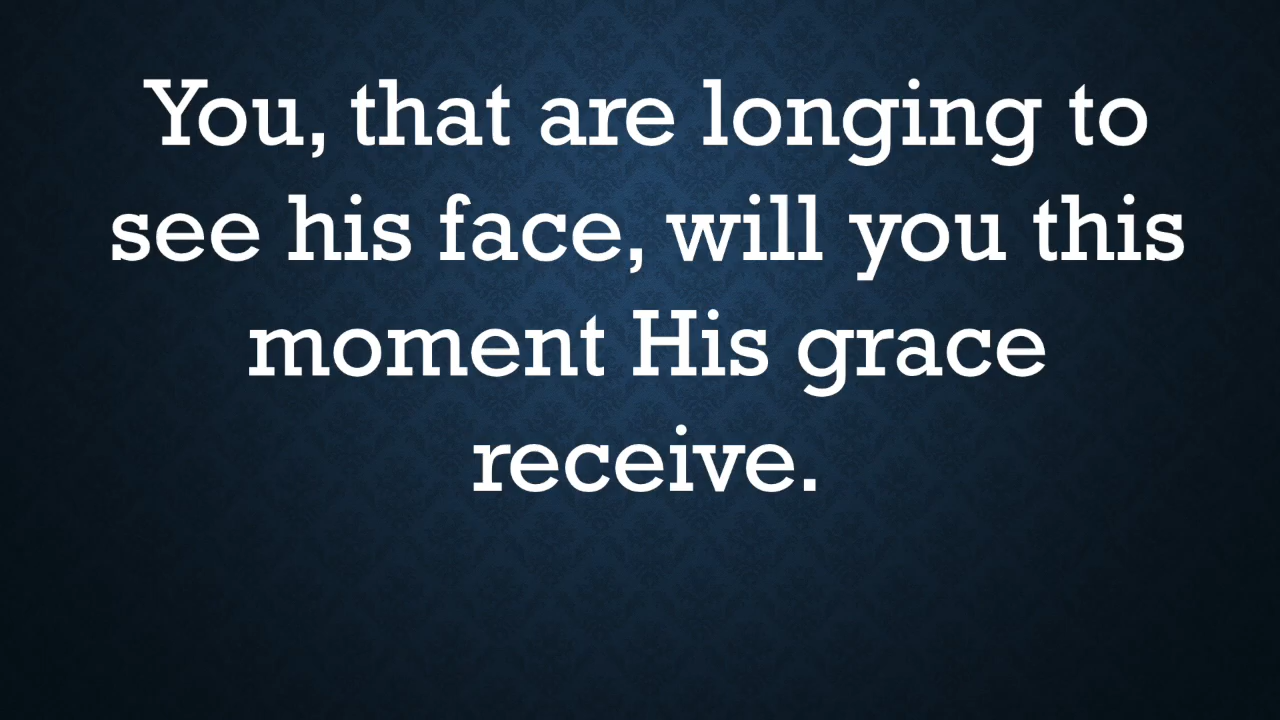 You, that are longing to
see his face, will you this
moment His grace
receive.